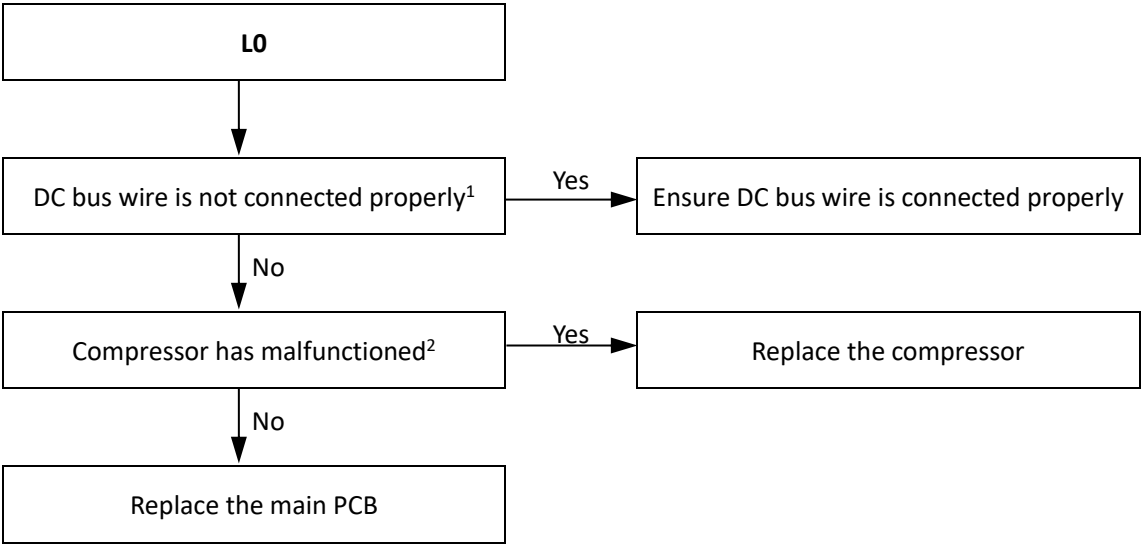 L0
DC bus wire is not connected properly¹
Yes
Ensure DC bus wire is connected properly
No
Compressor has malfunctioned²
Yes
Replace the compressor
No
Replace the main PCB